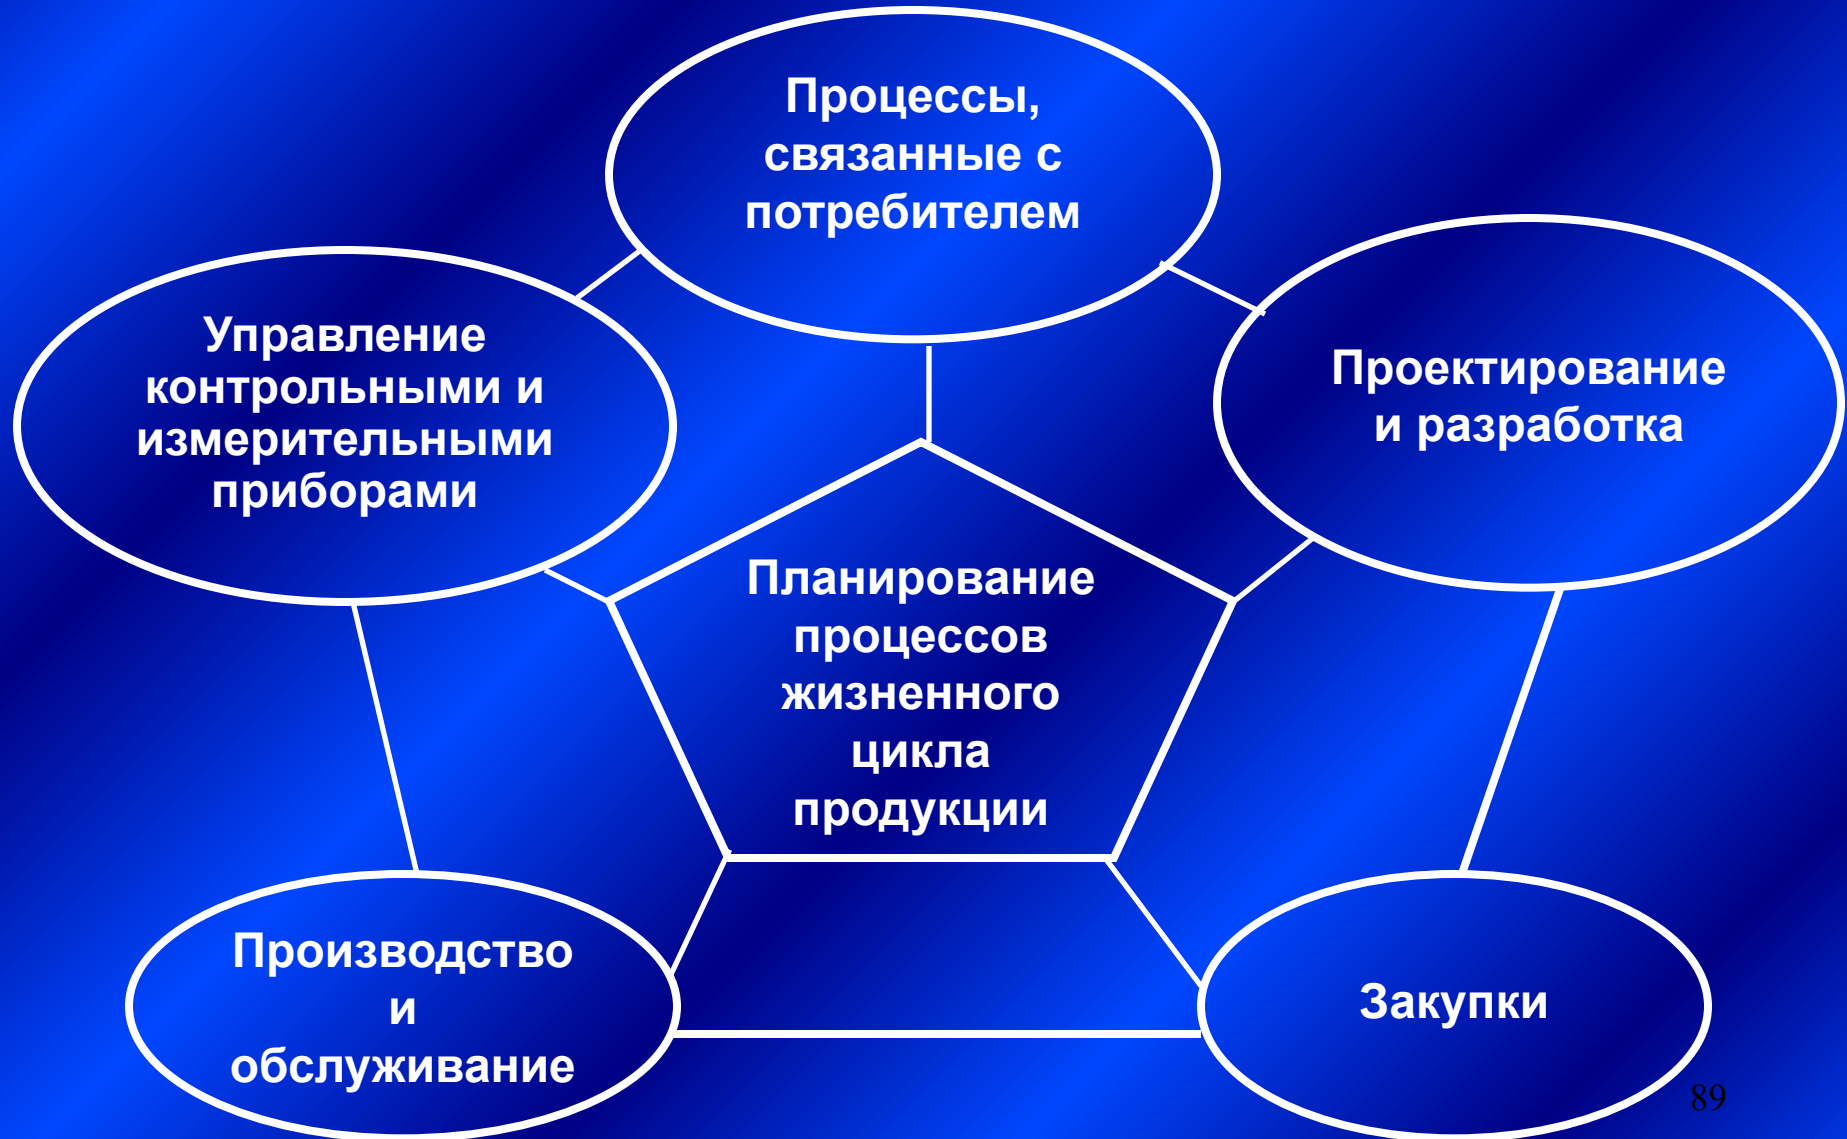 Процессы,
связанные с
потребителем
Управление
контрольными и
измерительными
приборами
Проектирование
и разработка
Планирование
процессов
жизненного
цикла
продукции
Производство
и
обслуживание
Закупки
89